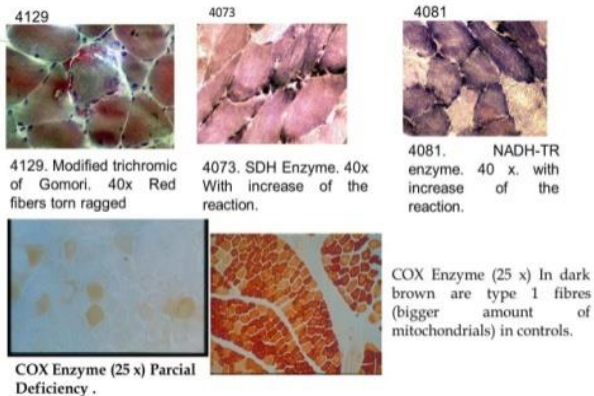 4129
4073
4081
4129. Modified trichromic
of Gomori. 40x Red
fibers torn ragged
4073. SDH Enzyme. 40x
With increase of the
reaction.
4081. NADH-TR
enzyme. 40 x. with
increase of the
reaction.
COX Enzyme (25 x) In dark
brown are type 1 fibres
(bigger amount of
mitochondrials) in controls.
COX Enzyme (25 x) Parcial
Deficiency .